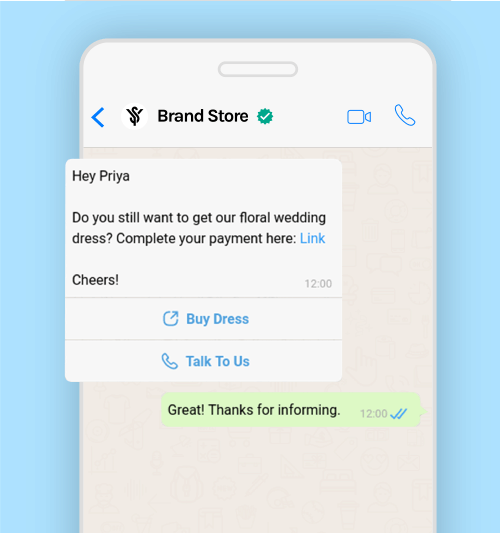 Brand Store
Hey Priya
Do you still want to get our floral wedding
dress? Complete your payment here: Link
Cheers!
12:00
Buy Dress
Talk To Us
Great! Thanks for informing.
12:00